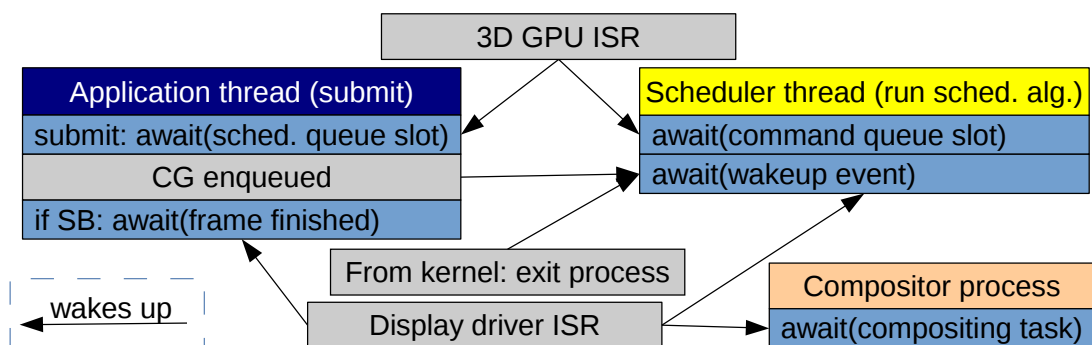 3D GPU ISR
Application thread (submit)
submit: await(sched. queue slot)
CG enqueued
if SB: await(frame finished)
Scheduler thread (run sched. alg.)
await(command queue slot)
await(wakeup event)
From kernel: exit process
Display driver ISR
Compositor process
await(compositing task)
wakes up